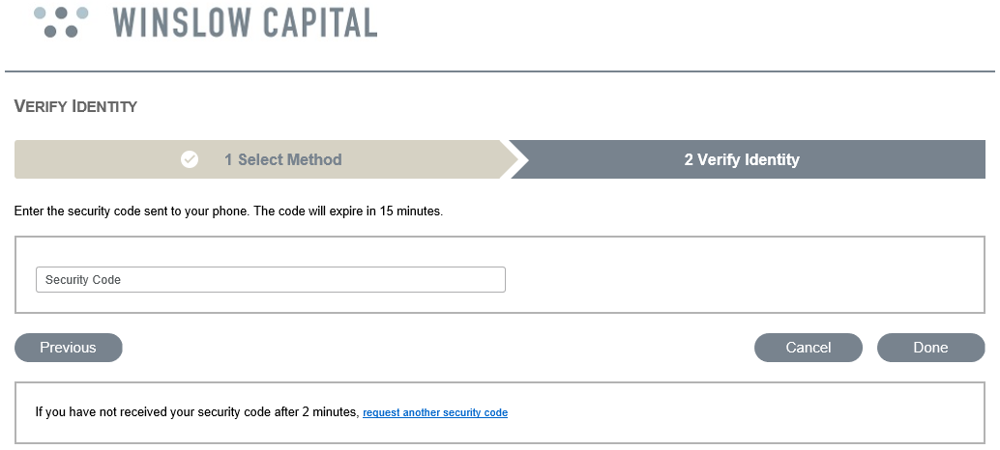 WINSLOW CAPITAL
VERIFY IDENTITY
1 Select Method
2 Verify Identity
Enter the security code sent to your phone. The code will expire in 15 minutes.
Security Code
Previous
Cancel
Done
If you have not received your security code after 2 minutes, request another security code